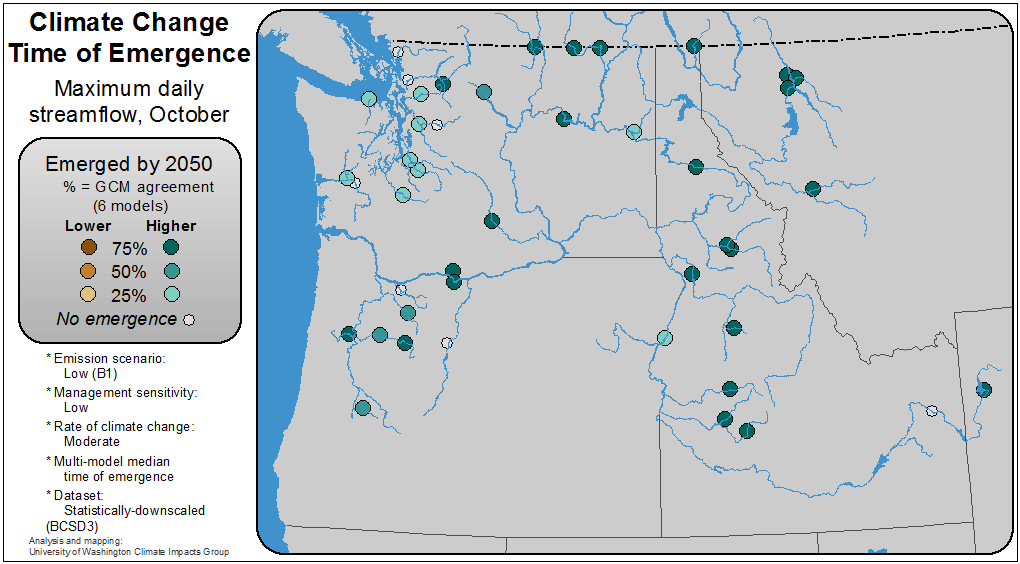 Climate Change
Time of Emergence
Maximum daily
streamflow, October
Emerged by 2050
% = GCM agreement
(6 models)
Lower Higher
75%
50%
25%
No emergence
* Emission scenario:
Low (B1)
* Management sensitivity:
Low
* Rate of climate change:
Moderate
* Multi-model median
time of emergence
* Dataset:
Statistically-downscaled
(BCSD3)
Analysis and mapping:
University of Washington Climate Impacts Group